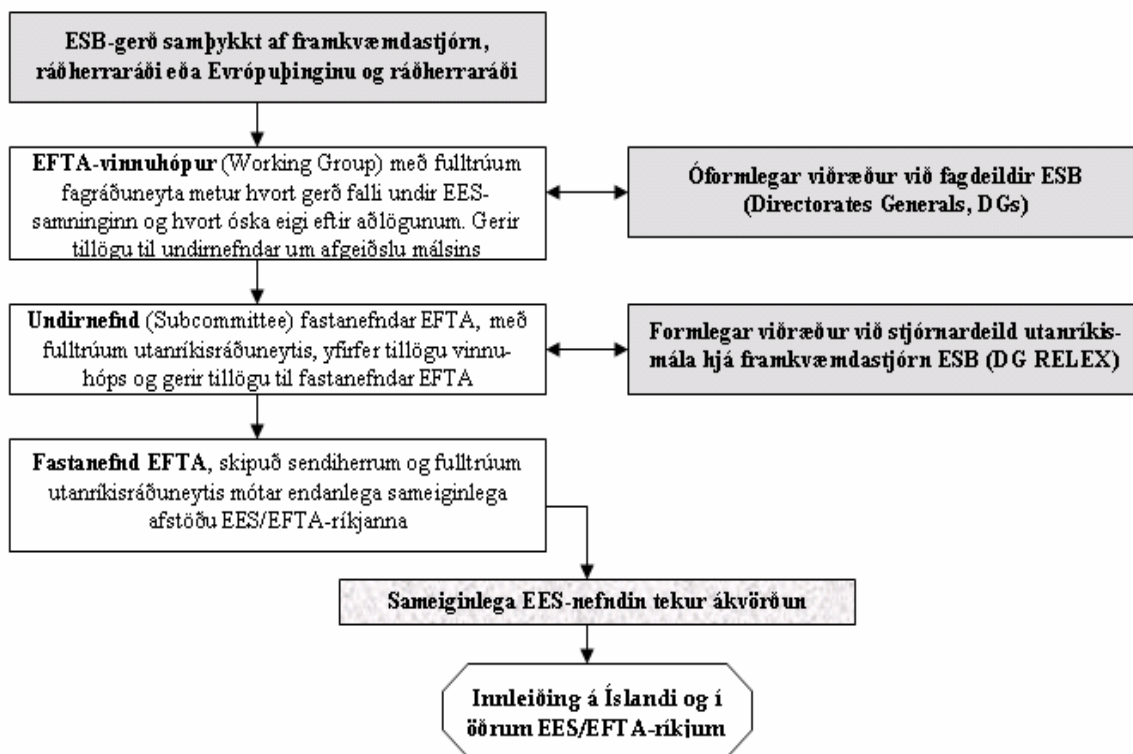 ESB-gerð samþykkt af framkvæmdastjórn,
ráðherraráði eða Evrópuþinginu og ráðherraráði
EFTA-vinnuhópur (Working Group) með fulltrúum
fagráðuneyta metur hvort gerð falli undir EES-
samninginn og hvort óska eigi eftir aðlögunum. Gerir
tillögu til undirnefndar um afgeiðslu málsins
Óformlegar viðræður við fagdeildir ESB
(Directorates Generals, DGs)
Undirnefnd (Subcommittee) fastanefndar EFTA, með
fulltrúum utanríkisráðuneytis, yfirfer tillögu vinnu-
hóps og gerir tillögu til fastanefndar EFTA
Formlegar viðræður við stjórnardeild utanríkis-
mála hjá framkvæmdastjórn ESB (DG RELEX)
Fastanefnd EFTA, skipuð sendiherrum og fulltrúum
utanríkisráðuneytis mótar endanlega sameiginlega
afstöðu EES/EFTA-ríkjanna
Sameiginlega EES-nefndin tekur ákvörðun
Innleiðing á Íslandi og í
öðrum EES/EFTA-ríkjum